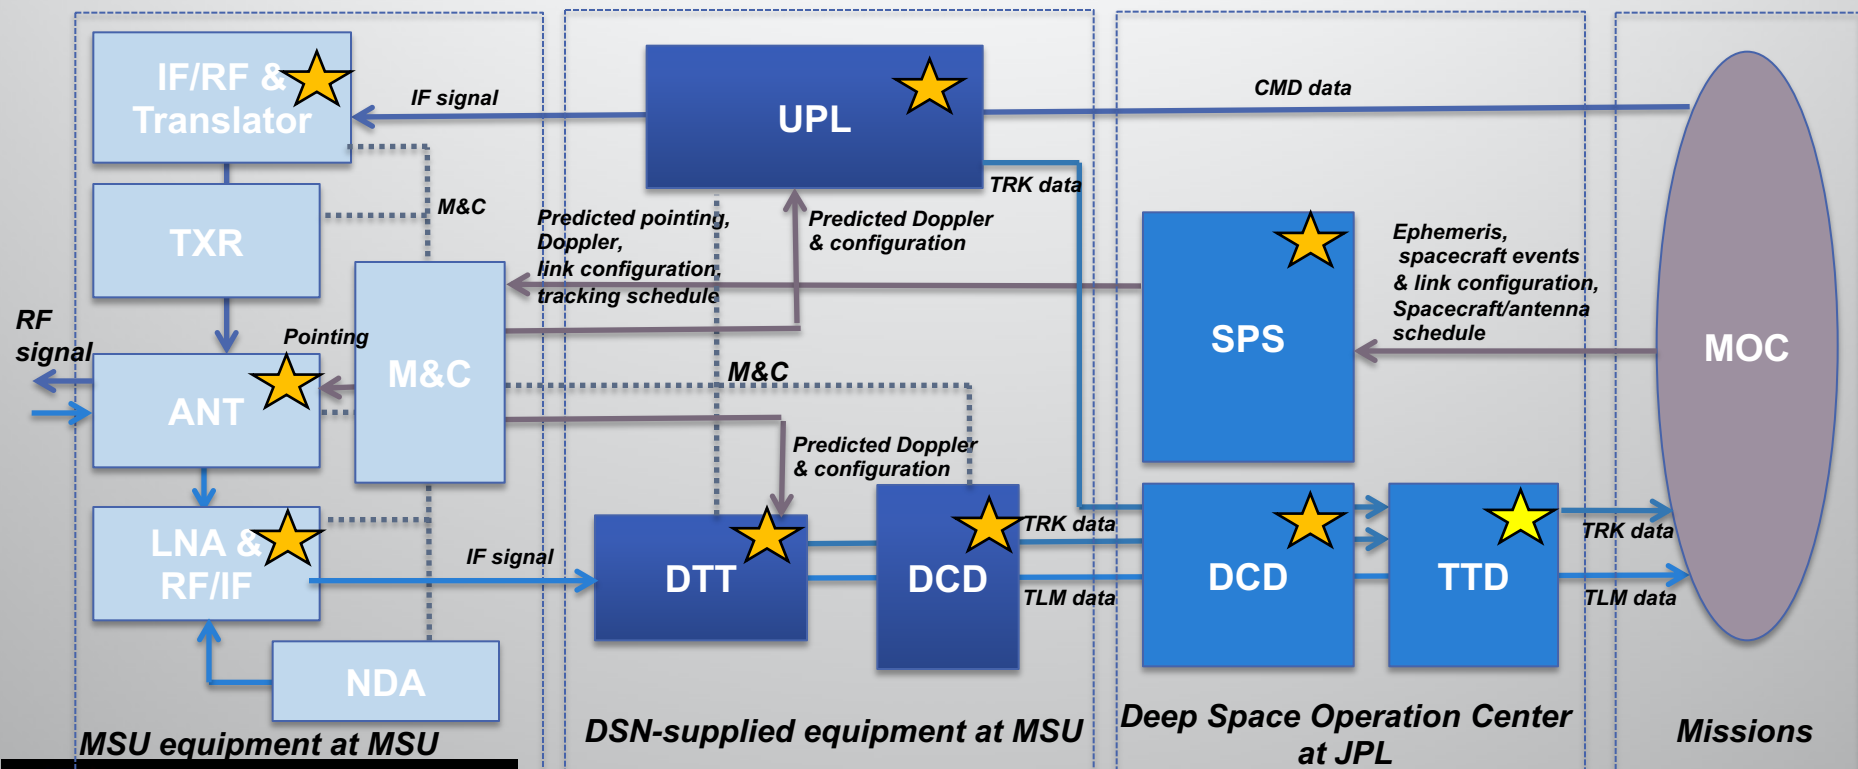 IF/RF &
Translator
IF signal
UPL
CMD data
TRK data
TXR
M&C
Predicted pointing,
Doppler,
link configuration,
tracking schedule
Predicted Doppler
& configuration
SPS
Ephemeris,
spacecraft events
& link configuration,
Spacecraft/antenna
schedule
MOC
RF
signal
Pointing
M&C
ANT
M&C
Predicted Doppler
& configuration
LNA &
RF/IF
IF signal
DTT
DCD
TRK data
TLM data
DCD
TTD
TRK data
TLM data
NDA
MSU equipment at MSU
DSN-supplied equipment at MSU
Deep Space Operation Center
at JPL
Missions